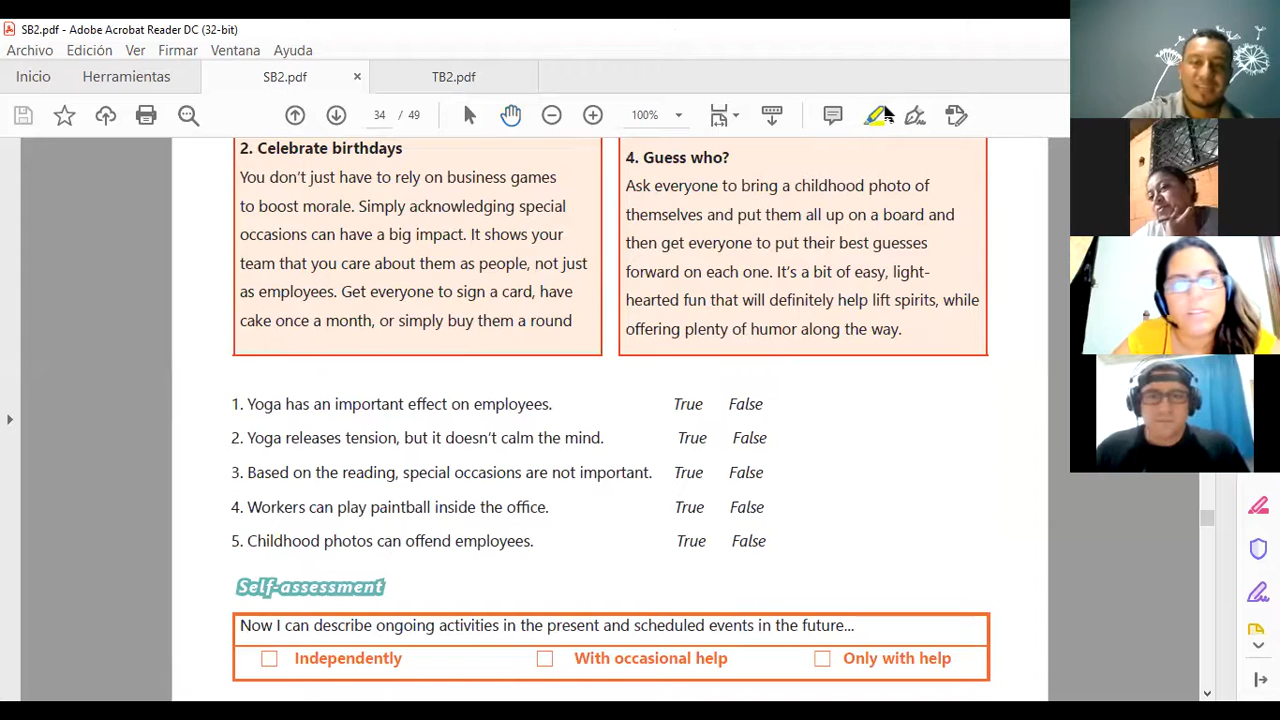 SB2.pdf - Adobe Acrobat Reader DC (32-bit)
Archivo Edición Ver Firmar Ventana Ayuda
Inicio Herramientas SB2.pdf × TB2.pdf
34 / 49 100%
2. Celebrate birthdays
You don't just have to rely on business games
to boost morale. Simply acknowledging special
occasions can have a big impact. It shows your
team that you care about them as people, not just
as employees. Get everyone to sign a card, have
cake once a month, or simply buy them a round
4. Guess who?
Ask everyone to bring a childhood photo of
themselves and put them all up on a board and
then get everyone to put their best guesses
forward on each one. It's a bit of easy, light-
hearted fun that will definitely help lift spirits, while
offering plenty of humor along the way.
1. Yoga has an important effect on employees. True False
2. Yoga releases tension, but it doesn't calm the mind. True False
3. Based on the reading, special occasions are not important. True False
4. Workers can play paintball inside the office. True False
5. Childhood photos can offend employees. True False
Self-assessment
Now I can describe ongoing activities in the present and scheduled events in the future...
Independently With occasional help Only with help